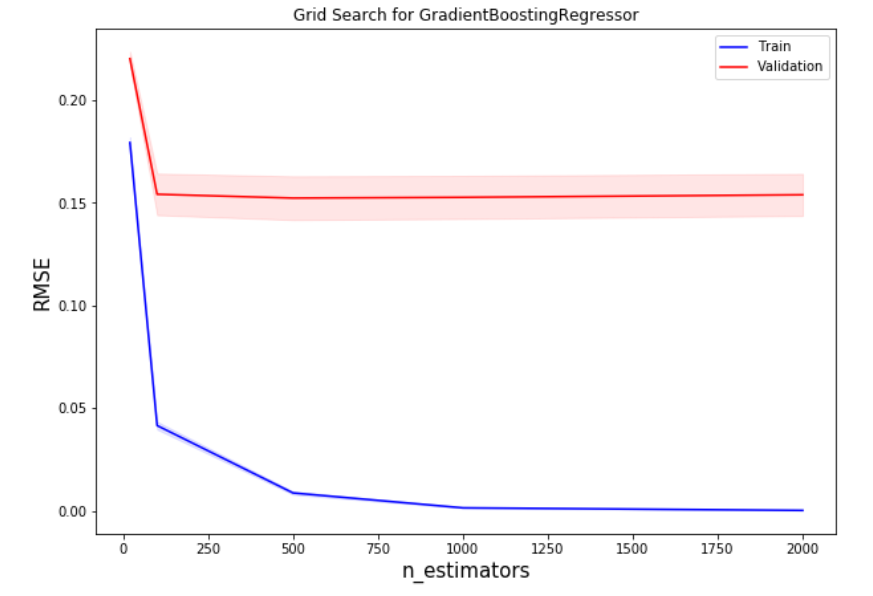 Grid Search for GradientBoostingRegressor
Train
Validation
0.20
0.15
0.10
0.05
0.00
RMSE
0 250 500 750 1000 1250 1500 1750 2000
n_estimators